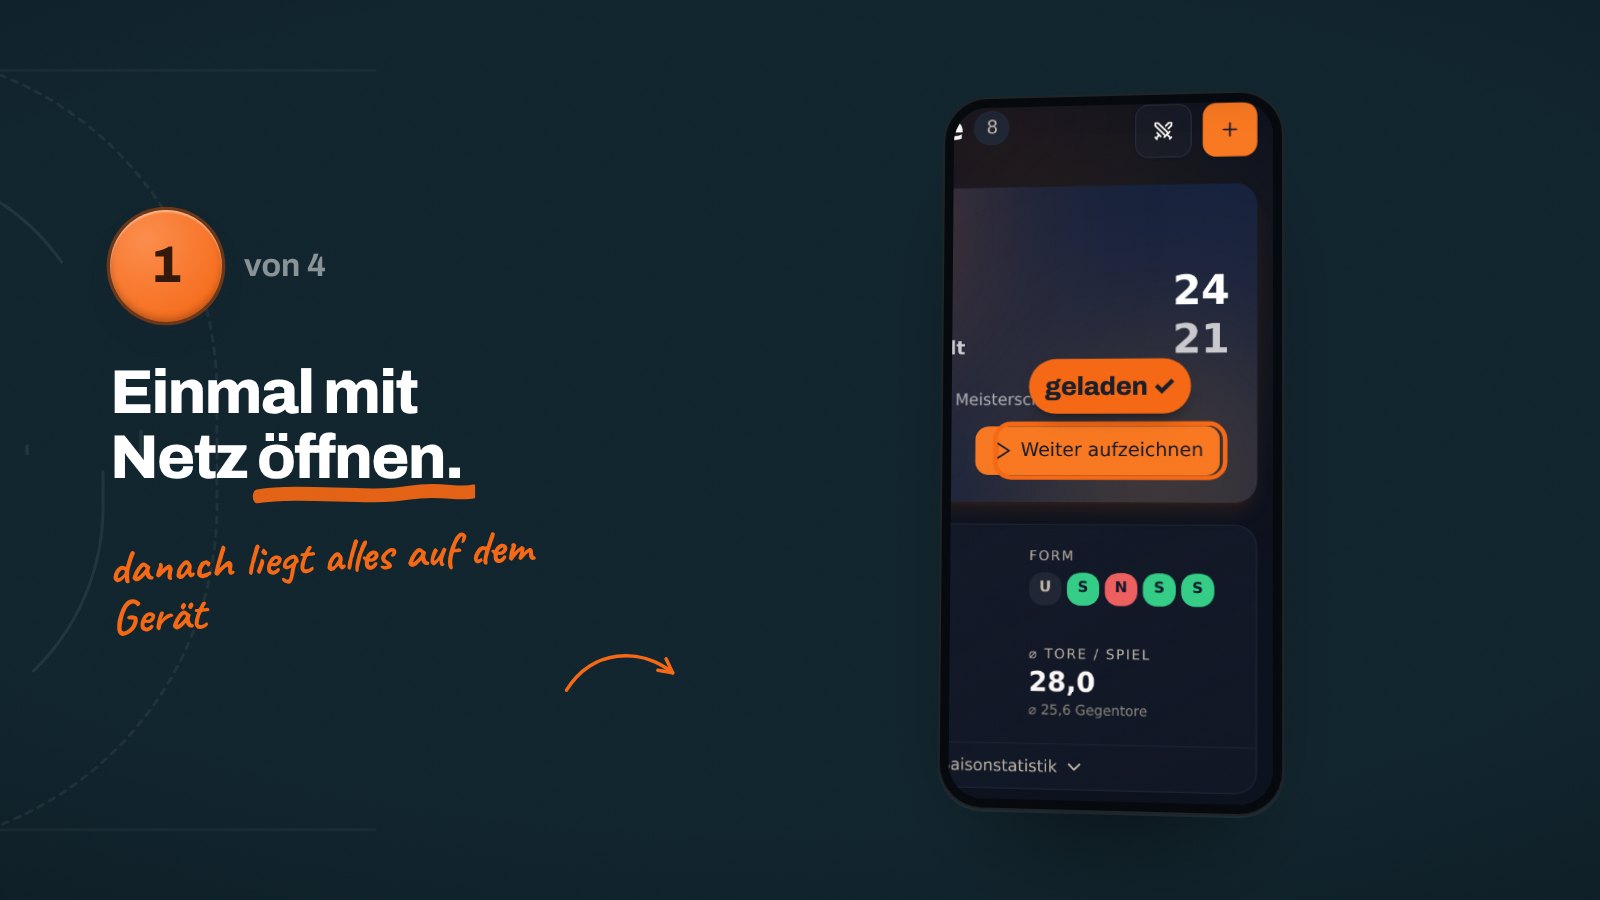 1
von 4
Einmal mit
Netz öffnen.
danach liegt alles auf dem
Gerät
8
+
24
lt
21
geladen ✓
Weiter aufzeichnen
FORM
U S N S S
⌀ TORE / SPIEL
28,0
⌀ 25,6 Gegentore
aisonstatistik